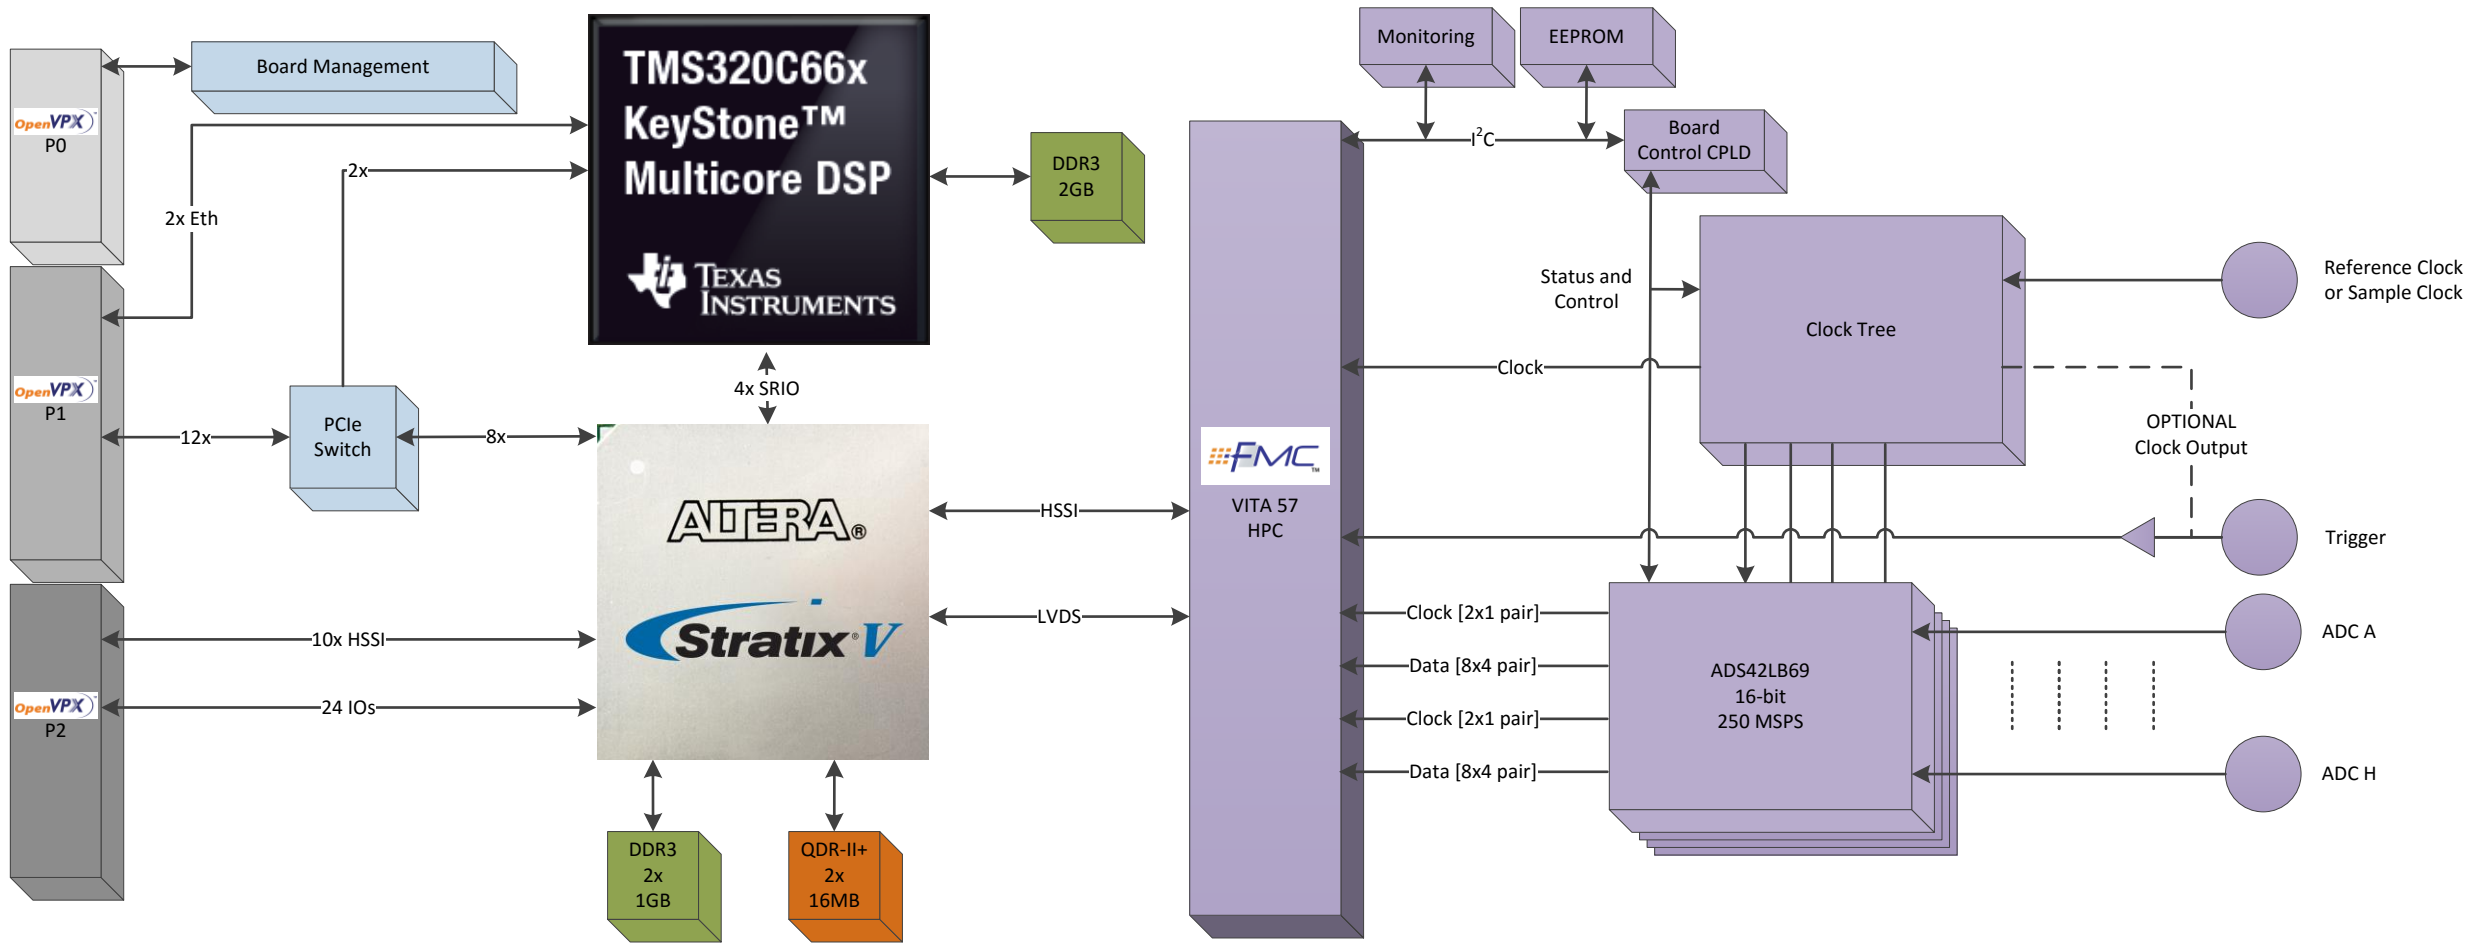 OpenVPX™
P0
Board Management
2x Eth
2x
TMS320C66x
KeyStone™
Multicore DSP
TEXAS
INSTRUMENTS
DDR3
2GB
OpenVPX™
P1
12x
PCIe
Switch
8x
4x SRIO
ALTERA®
Stratix® V
OpenVPX™
P2
10x HSSI
24 IOs
DDR3
2x
1GB
QDR-II+
2x
16MB
HSSI
LVDS
FMC™
VITA 57
HPC
Monitoring
EEPROM
I²C
Board
Control CPLD
Status and
Control
Clock Tree
Clock
Reference Clock
or Sample Clock
OPTIONAL
Clock Output
Trigger
Clock [2x1 pair]
Data [8x4 pair]
Clock [2x1 pair]
Data [8x4 pair]
ADS42LB69
16-bit
250 MSPS
ADC A
ADC H